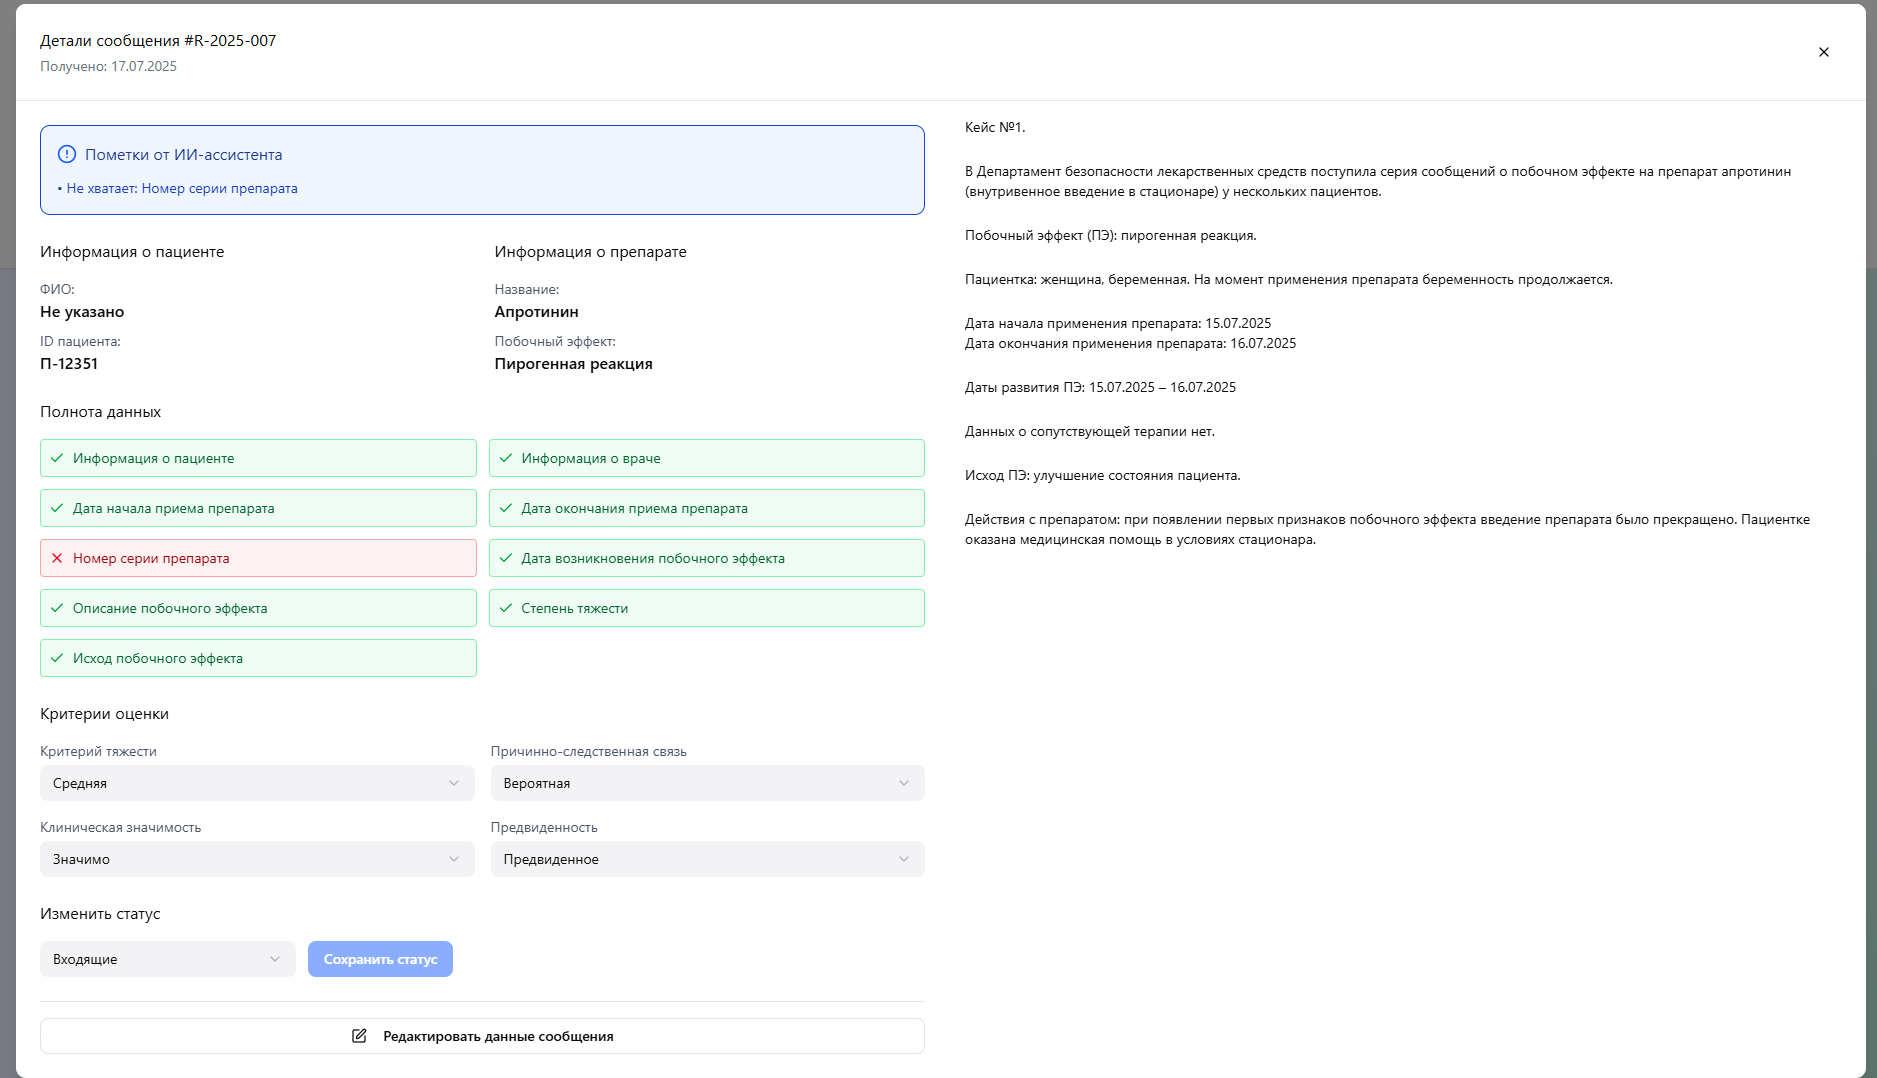 Детали сообщения #R-2025-007
Получено: 17.07.2025
Пометки от ИИ-ассистента
• Не хватает: Номер серии препарата
Информация о пациенте
ФИО:
Не указано
ID пациента:
П-12351
Информация о препарате
Название:
Апротинин
Побочный эффект:
Пирогенная реакция
Полнота данных
Информация о пациенте
Информация о враче
Дата начала приема препарата
Дата окончания приема препарата
Номер серии препарата
Дата возникновения побочного эффекта
Описание побочного эффекта
Степень тяжести
Исход побочного эффекта
Критерии оценки
Критерий тяжести
Средняя
Причинно-следственная связь
Вероятная
Клиническая значимость
Значимо
Предвиденность
Предвиденное
Изменить статус
Входящие
Сохранить статус
Редактировать данные сообщения
Кейс №1.
В Департамент безопасности лекарственных средств поступила серия сообщений о побочном эффекте на препарат апротинин
(внутривенное введение в стационаре) у нескольких пациентов.
Побочный эффект (ПЭ): пирогенная реакция.
Пациентка: женщина, беременная. На момент применения препарата беременность продолжается.
Дата начала применения препарата: 15.07.2025
Дата окончания применения препарата: 16.07.2025
Даты развития ПЭ: 15.07.2025 – 16.07.2025
Данных о сопутствующей терапии нет.
Исход ПЭ: улучшение состояния пациента.
Действия с препаратом: при появлении первых признаков побочного эффекта введение препарата было прекращено. Пациентке
оказана медицинская помощь в условиях стационара.